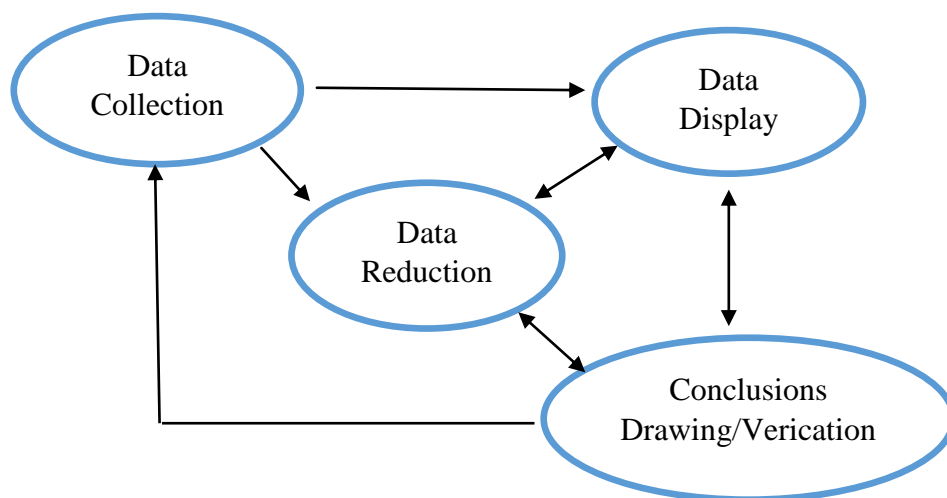 Data
Collection
Data
Display
Data
Reduction
Conclusions
Drawing/Verication